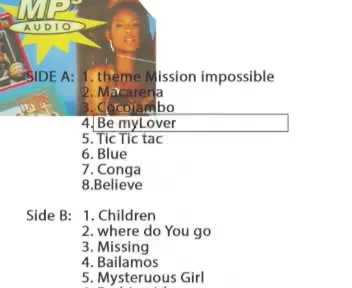 MP3
AUDIO
SIDE A: 1. theme Mission impossible
2. Macarena
3. Cocojambo
4. Be myLover
5. Tic Tic tac
6. Blue
7. Conga
8.Believe
Side B: 1. Children
2. where do You go
3. Missing
4. Bailamos
5. Mysteruous Girl